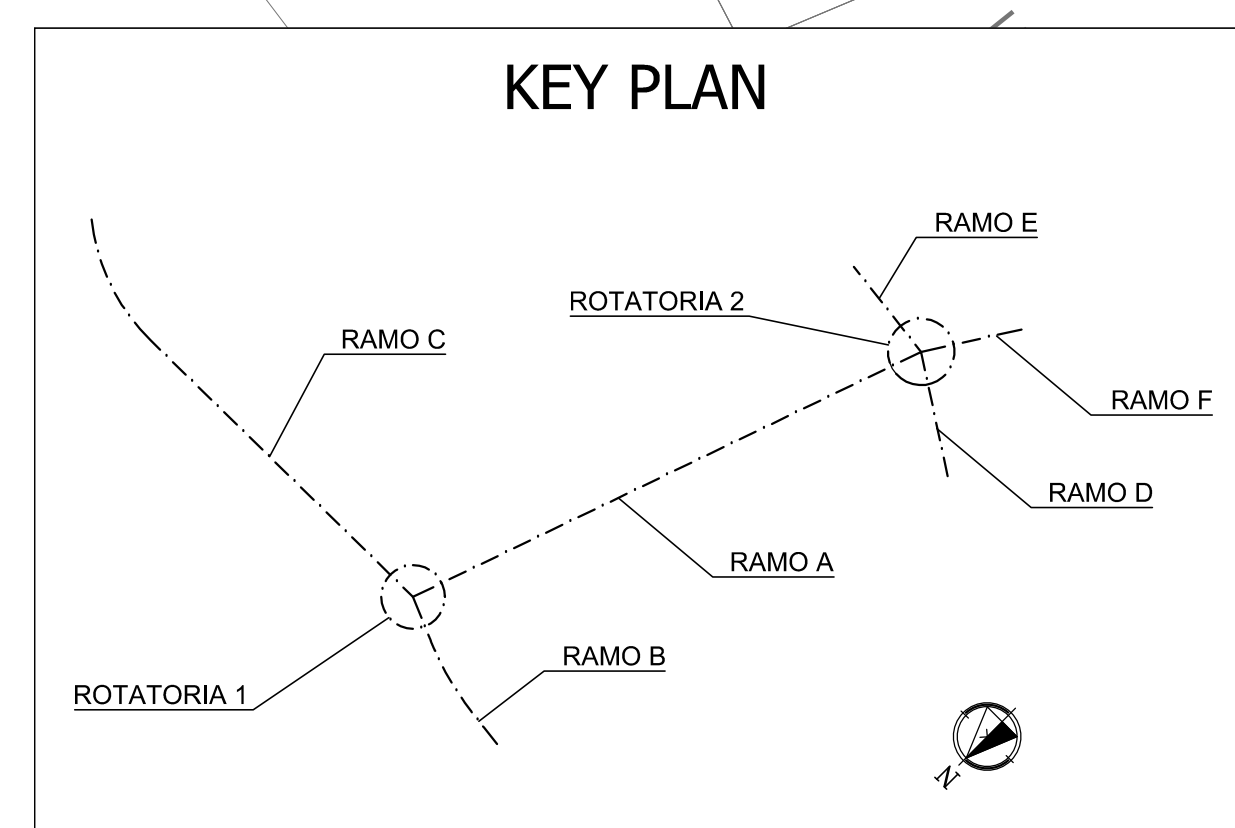 KEY PLAN
RAMO E
ROTATORIA 2
RAMO C
RAMO F
RAMO D
RAMO A
RAMO B
ROTATORIA 1
N